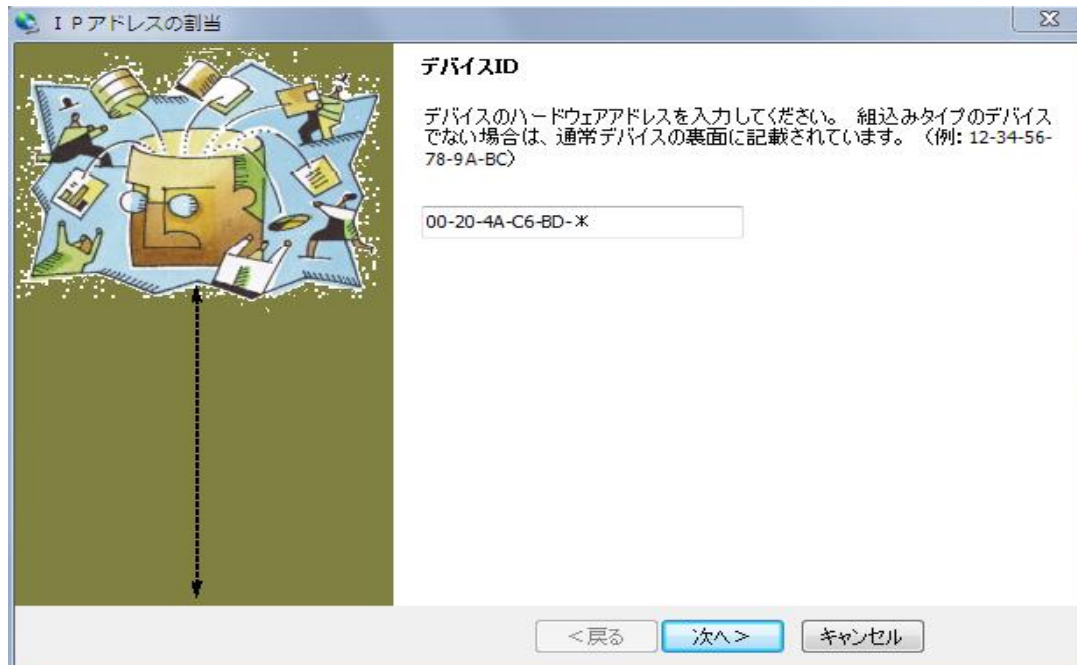 ＩＰアドレスの割当
デバイスID
デバイスのハードウェアアドレスを入力してください。 組込みタイプのデバイス
でない場合は、通常デバイスの裏面に記載されています。 （例: 12-34-56-
78-9A-BC）
00-20-4A-C6-BD-＊
＜戻る
次へ＞
キャンセル